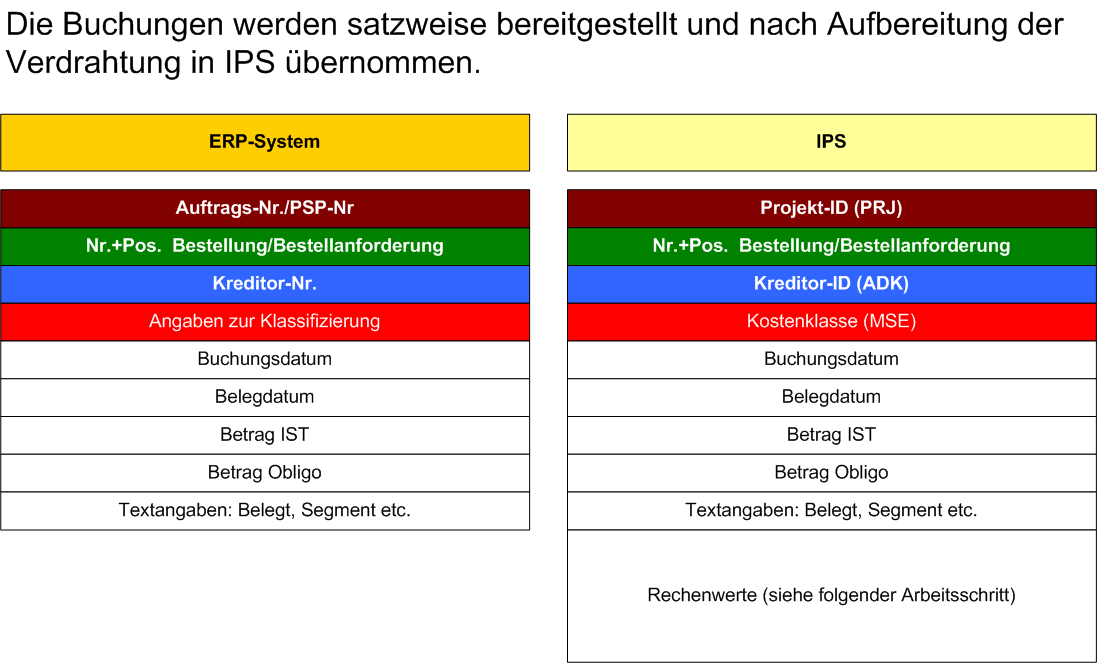 Die Buchungen werden satzweise bereitgestellt und nach Aufbereitung der
Verdrahtung in IPS übernommen.
ERP-System
IPS
Auftrags-Nr./PSP-Nr
Projekt-ID (PRJ)
Nr.+Pos.  Bestellung/Bestellanforderung
Nr.+Pos.  Bestellung/Bestellanforderung
Kreditor-Nr.
Kreditor-ID (ADK)
Angaben zur Klassifizierung
Kostenklasse (MSE)
Buchungsdatum
Buchungsdatum
Belegdatum
Belegdatum
Betrag IST
Betrag IST
Betrag Obligo
Betrag Obligo
Textangaben: Belegt, Segment etc.
Textangaben: Belegt, Segment etc.
Rechenwerte (siehe folgender Arbeitsschritt)